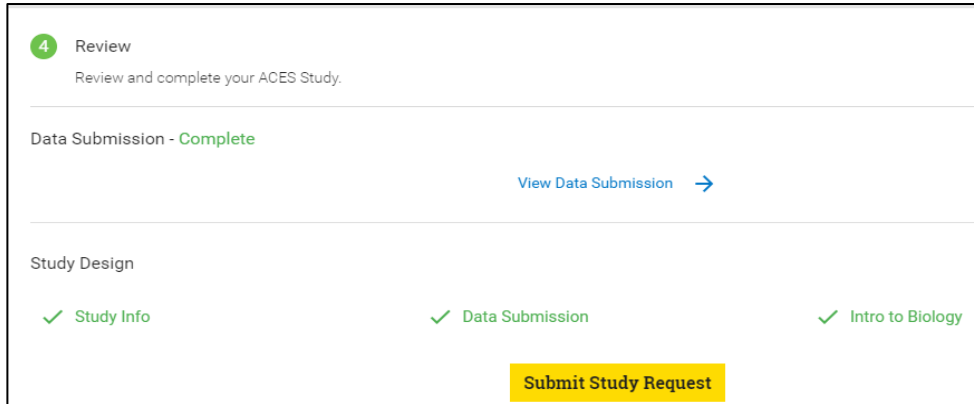 4 Review
Review and complete your ACES Study.
Data Submission - Complete
View Data Submission →
Study Design
✓ Study Info ✓ Data Submission ✓ Intro to Biology
Submit Study Request